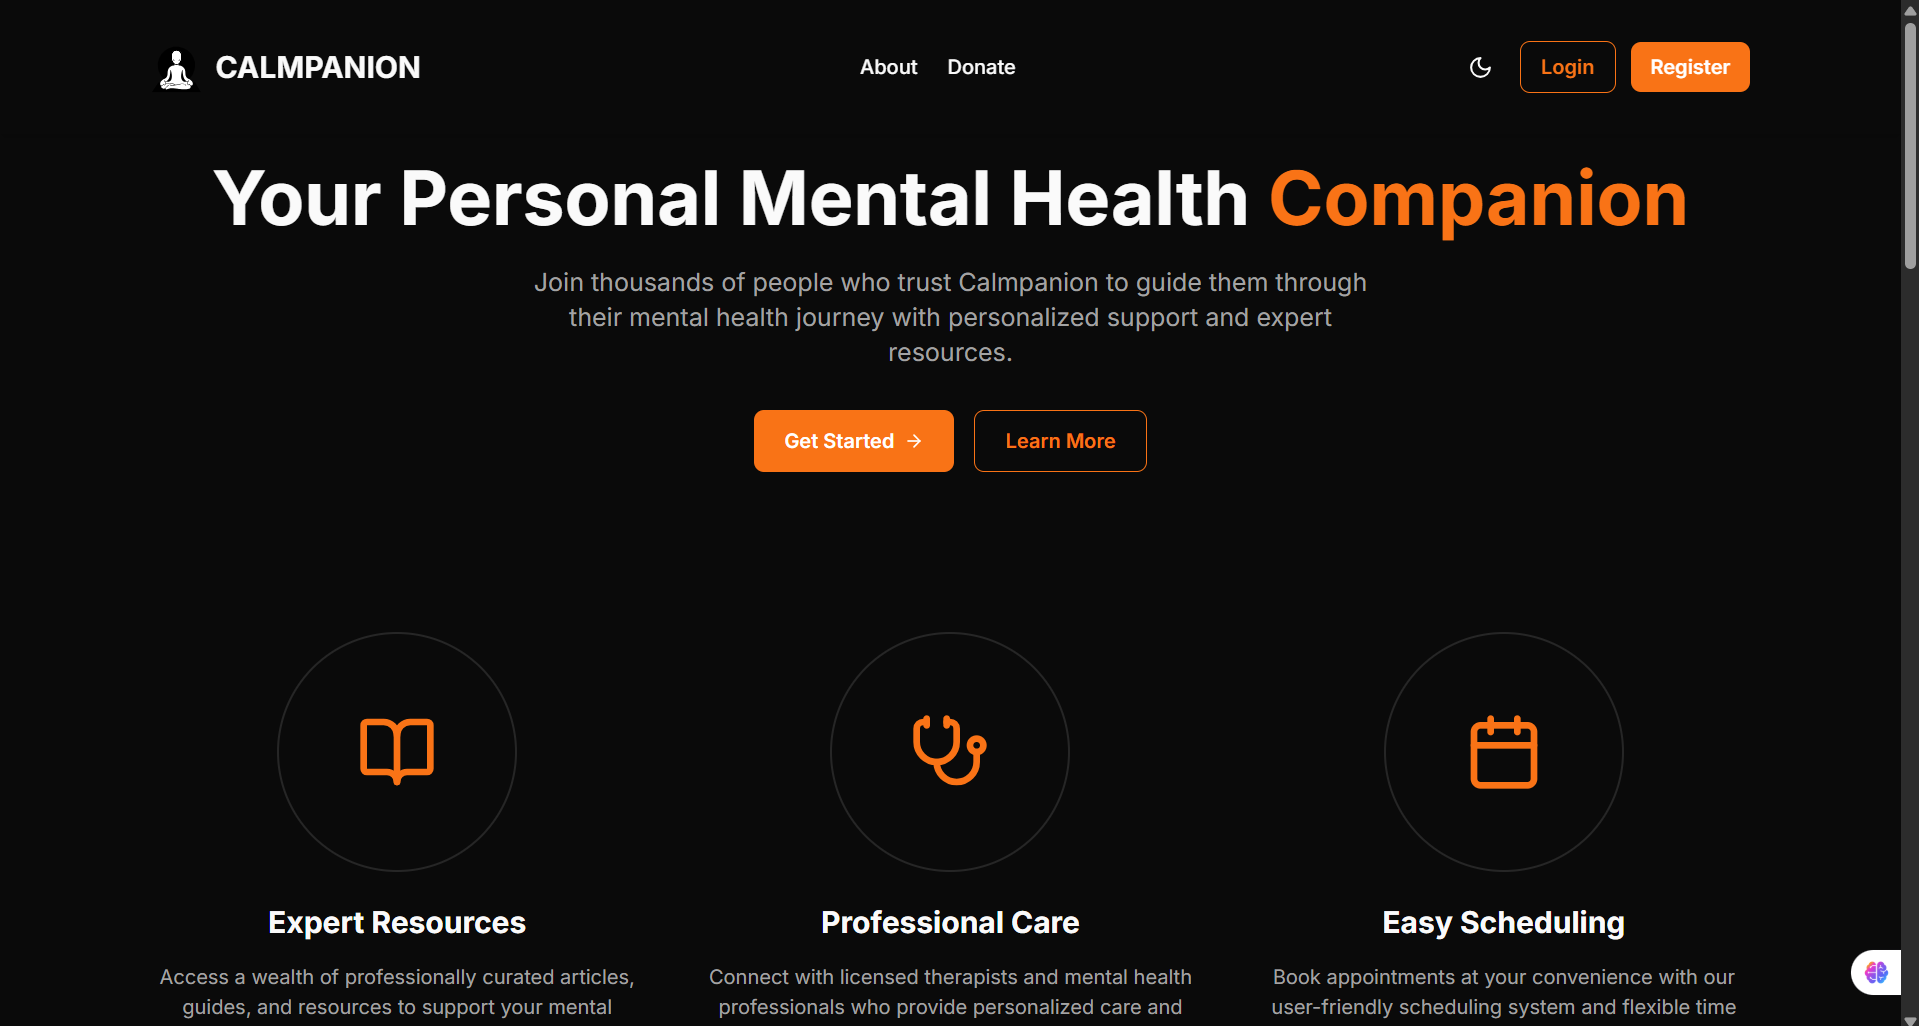 CALMPANION
About
Donate
Login
Register
Your Personal Mental Health Companion
Join thousands of people who trust Calmpanion to guide them through
their mental health journey with personalized support and expert
resources.
Get Started →
Learn More
Expert Resources
Access a wealth of professionally curated articles,
guides, and resources to support your mental
Professional Care
Connect with licensed therapists and mental health
professionals who provide personalized care and
Easy Scheduling
Book appointments at your convenience with our
user-friendly scheduling system and flexible time